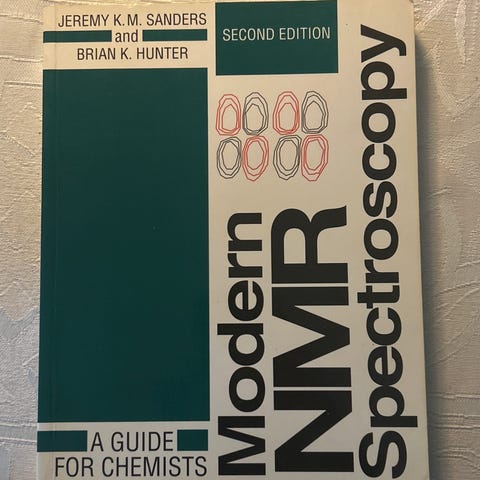 JEREMY K. M. SANDERS
and
BRIAN K. HUNTER
SECOND EDITION
Modern
NMR
Spectroscopy
A GUIDE
FOR CHEMISTS